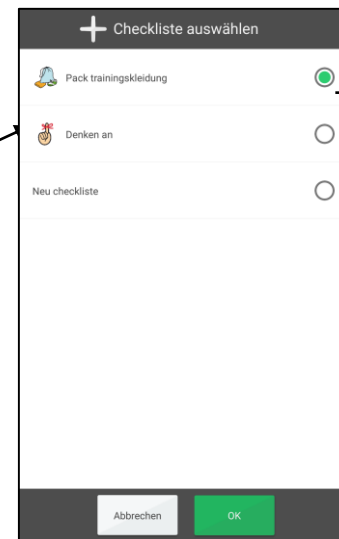 Checkliste auswählen
Pack trainingskleidung
Denken an
Neu checkliste
Abbrechen
OK